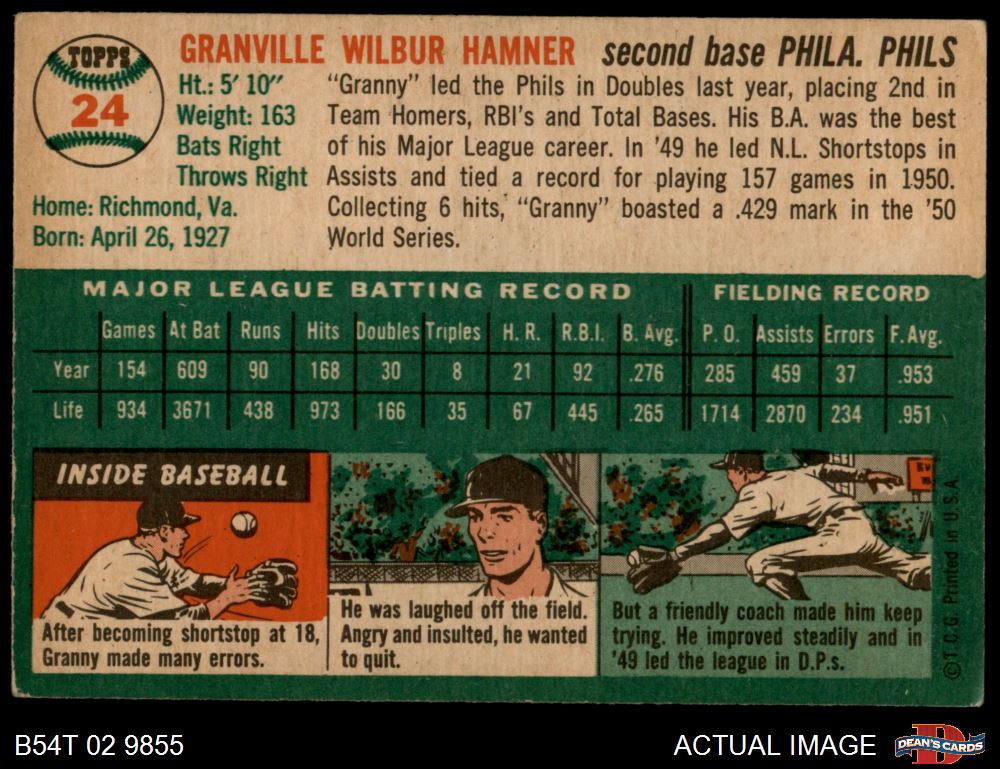 TOPPS
24
GRANVILLE WILBUR HAMNER second base PHILA. PHILS
Ht.: 5' 10"
Weight: 163
Bats Right
Throws Right
Home: Richmond, Va.
Born: April 26, 1927
"Granny" led the Phils in Doubles last year, placing 2nd in
Team Homers, RBI's and Total Bases. His B.A. was the best
of his Major League career. In '49 he led N.L. Shortstops in
Assists and tied a record for playing 157 games in 1950.
Collecting 6 hits, "Granny" boasted a .429 mark in the '50
World Series.
MAJOR LEAGUE BATTING RECORD FIELDING RECORD
Games At Bat Runs Hits Doubles Triples H. R. R.B.I. B. Avg. P. O. Assists Errors F. Avg.
Year 154 609 90 168 30 8 21 92 .276 285 459 37 .953
Life 934 3671 438 973 166 35 67 445 .265 1714 2870 234 .951
INSIDE BASEBALL
After becoming shortstop at 18,
Granny made many errors.
He was laughed off the field.
Angry and insulted, he wanted
to quit.
But a friendly coach made him keep
trying. He improved steadily and in
'49 led the league in D.P.s.
© T.C.G. Printed in U.S.A.
B54T 02 9855
ACTUAL IMAGE
DEAN'S CARDS